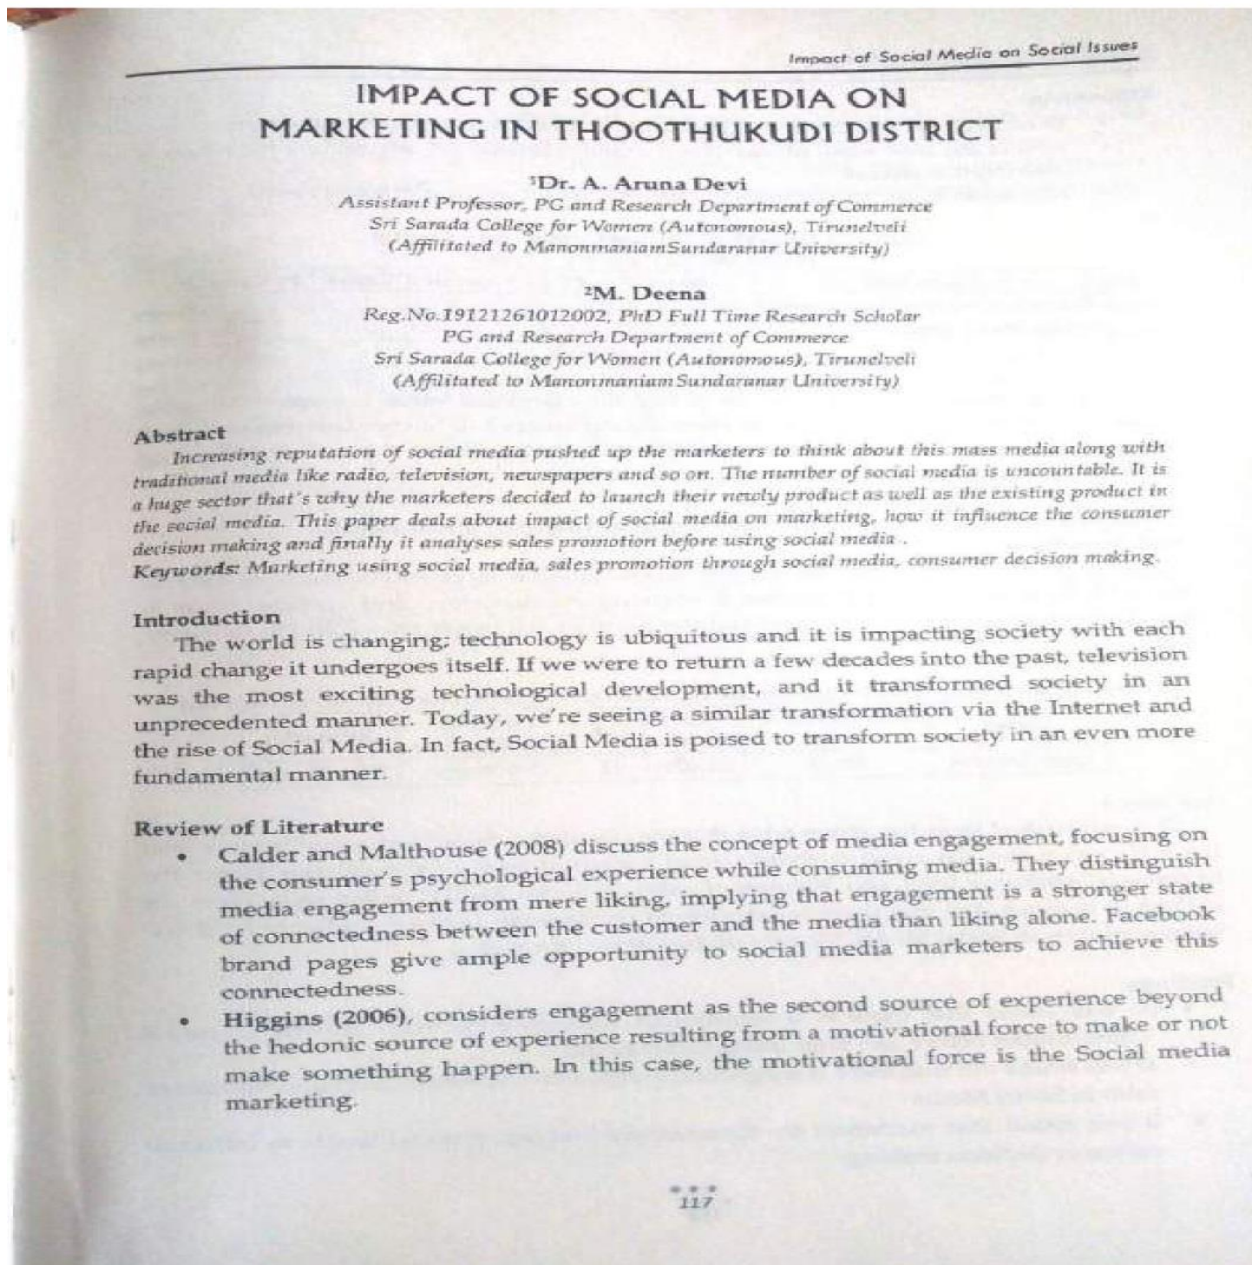 Impact of Social Media on Social Issues
IMPACT OF SOCIAL MEDIA ON
MARKETING IN THOOTHUKUDI DISTRICT
¹Dr. A. Aruna Devi
Assistant Professor, PG and Research Department of Commerce
Sri Sarada College for Women (Autonomous), Tirunelveli
(Affilitated to ManonmaniamSundaranar University)
²M. Deena
Reg.No.19121261012002, PhD Full Time Research Scholar
PG and Research Department of Commerce
Sri Sarada College for Women (Autonomous), Tirunelveli
(Affilitated to Manonmaniam Sundaranar University)
Abstract
Increasing reputation of social media pushed up the marketers to think about this mass media along with
traditional media like radio, television, newspapers and so on. The number of social media is uncountable. It is
a huge sector that's why the marketers decided to launch their newly product as well as the existing product in
the social media. This paper deals about impact of social media on marketing, how it influence the consumer
decision making and finally it analyses sales promotion before using social media .
Keywords: Marketing using social media, sales promotion through social media, consumer decision making.
Introduction
The world is changing; technology is ubiquitous and it is impacting society with each
rapid change it undergoes itself. If we were to return a few decades into the past, television
was the most exciting technological development, and it transformed society in an
unprecedented manner. Today, we're seeing a similar transformation via the Internet and
the rise of Social Media. In fact, Social Media is poised to transform society in an even more
fundamental manner.
Review of Literature
• Calder and Malthouse (2008) discuss the concept of media engagement, focusing on
the consumer's psychological experience while consuming media. They distinguish
media engagement from mere liking, implying that engagement is a stronger state
of connectedness between the customer and the media than liking alone. Facebook
brand pages give ample opportunity to social media marketers to achieve this
connectedness.
• Higgins (2006), considers engagement as the second source of experience beyond
the hedonic source of experience resulting from a motivational force to make or not
make something happen. In this case, the motivational force is the Social media
marketing.
117